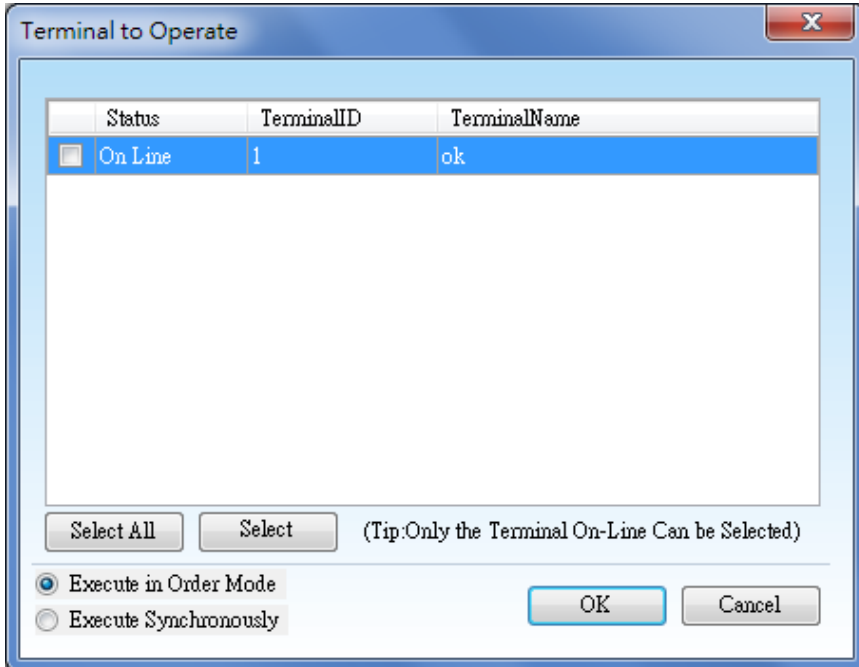 Terminal to Operate
Status TerminalID TerminalName
On Line 1 ok
Select All Select (Tip:Only the Terminal On-Line Can be Selected)
Execute in Order Mode
Execute Synchronously
OK Cancel